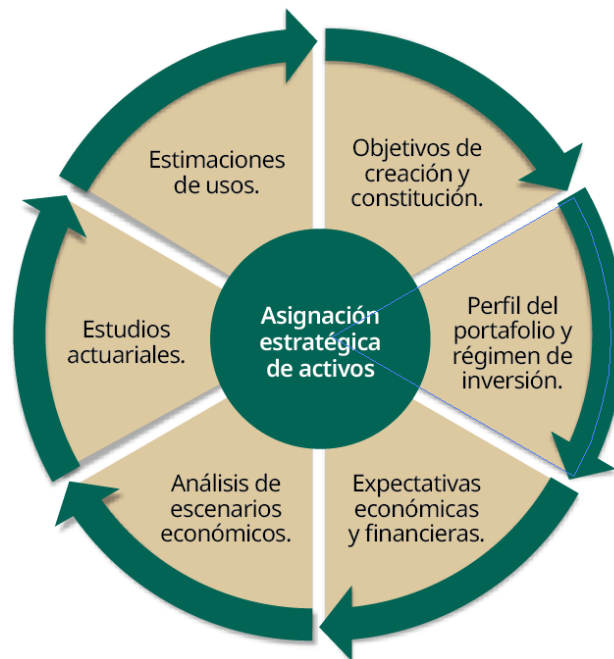 Asignación
estratégica
de activos
Objetivos de
creación y
constitución.
Perfil del
portafolio y
régimen de
inversión.
Expectativas
económicas
y financieras.
Análisis de
escenarios
económicos.
Estudios
actuariales.
Estimaciones
de usos.